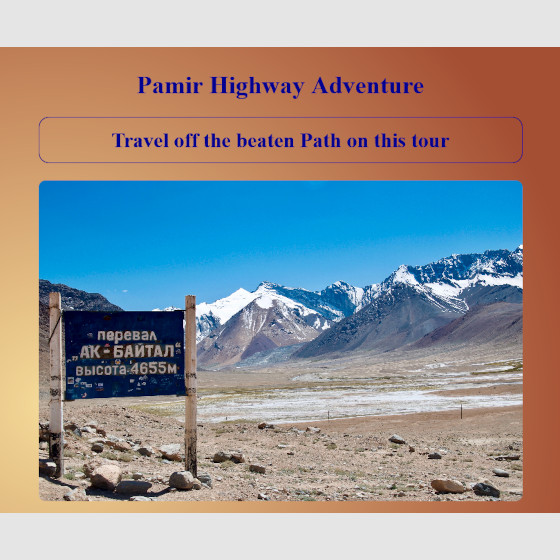 Pamir Highway Adventure
Travel off the beaten Path on this tour
перевал
"АК-БАЙТАЛ"
высота 4655м